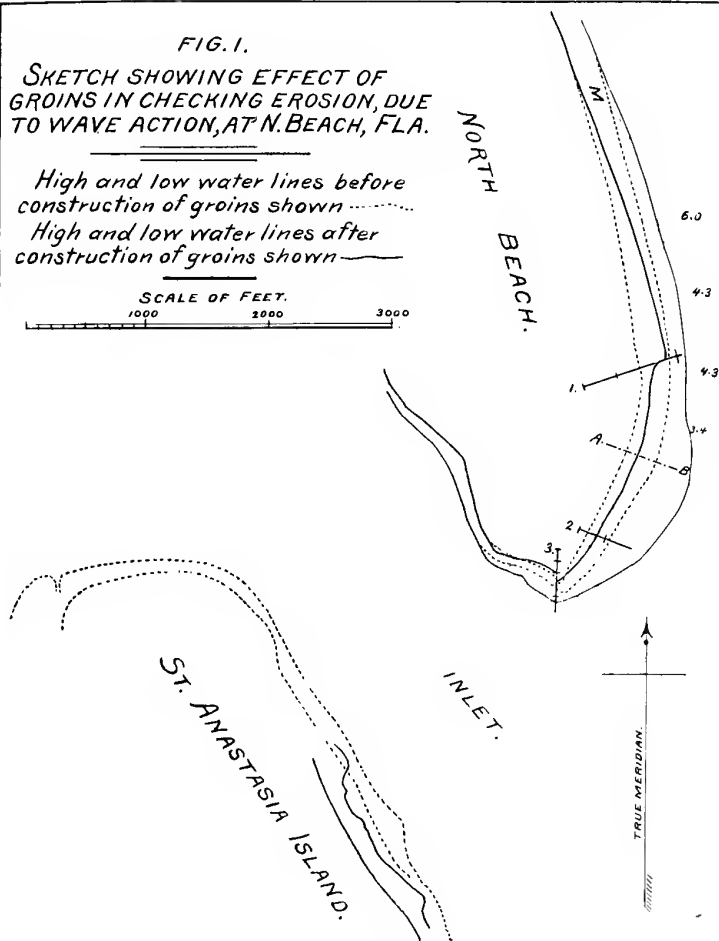 FIG. 1.
SKETCH SHOWING EFFECT OF
GROINS IN CHECKING EROSION, DUE
TO WAVE ACTION, AT N. BEACH, FLA.
High and low water lines before
construction of groins shown
High and low water lines after
construction of groins shown
SCALE OF FEET.
1000 2000 3000
NORTH BEACH.
M
6.0
4.3
4.3
3.4
1.
A.
B
2
3.
INLET.
ST. ANASTASIA ISLAND.
TRUE MERIDIAN.